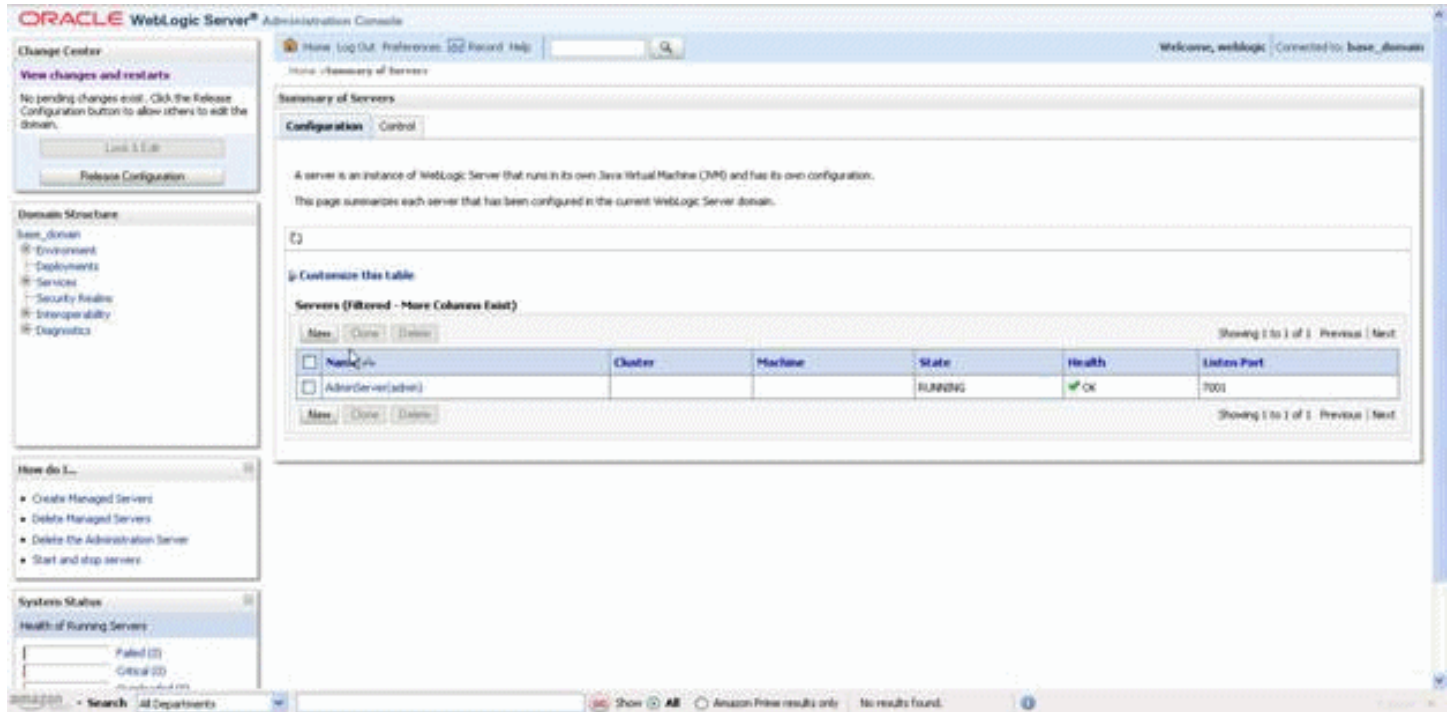 ORACLE WebLogic Server® Administration Console
Change Center
View changes and restarts
No pending changes exist. Click the Release
Configuration button to allow others to edit the
domain.
Lock & Edit
Release Configuration
Domain Structure
base_domain
Environment
Deployments
Services
Security Realms
Interoperability
Diagnostics
How do I...
Create Managed Servers
Delete Managed Servers
Delete the Administration Server
Start and stop servers
System Status
Health of Running Servers
Failed (0)
Critical (0)
Overloaded (0)
Home Log Out Preferences Record Help
Welcome, weblogic Connected to: base_domain
Home >Summary of Servers
Summary of Servers
Configuration Control
A server is an instance of WebLogic Server that runs in its own Java Virtual Machine (JVM) and has its own configuration.
This page summarizes each server that has been configured in the current WebLogic Server domain.
Customize this table
Servers (Filtered - More Columns Exist)
New Clone Delete Showing 1 to 1 of 1 Previous | Next
Name Cluster Machine State Health Listen Port
AdminServer(admin) RUNNING OK 7001
New Clone Delete Showing 1 to 1 of 1 Previous | Next
amazon Search All Departments Show All Amazon Prime results only No results found.